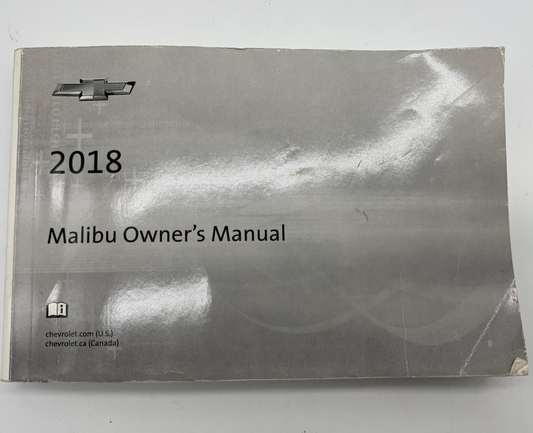 2018
Malibu Owner's Manual
chevrolet.com (U.S.)
chevrolet.ca (Canada)